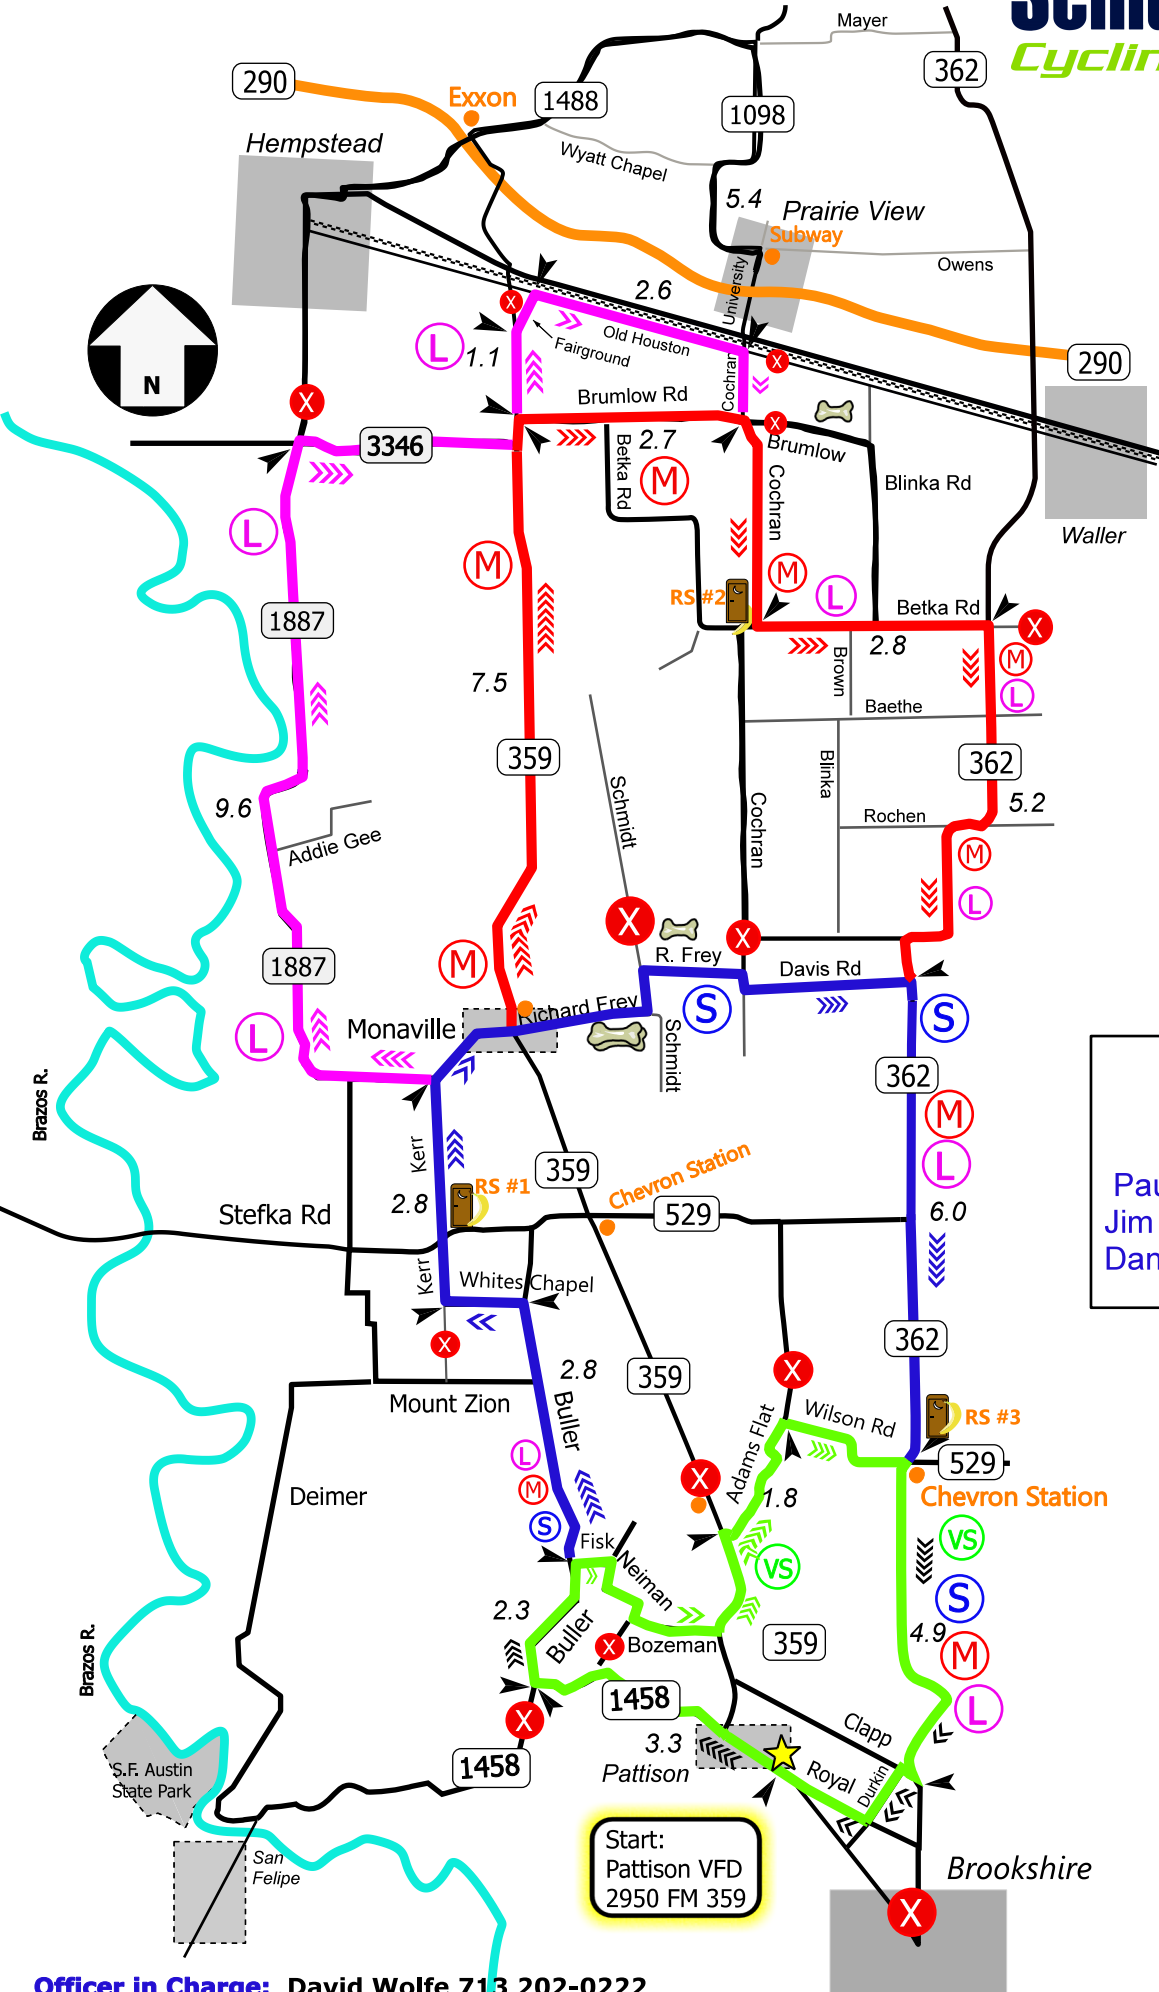 Cyclin
Mayer
290
Exxon
1488
1098
362
Hempstead
Wyatt Chapel
5.4
Prairie View
Subway
Owens
University
2.6
N
X
L
1.1
Fairground
Old Houston
Cochran
X
290
X
Brumlow Rd
X
Brumlow
3346
Betka Rd
2.7
M
Cochran
Blinka Rd
Waller
L
M
M
RS #2
L
Betka Rd
X
1887
2.8
Brown
M
L
7.5
Baethe
359
362
Schmidt
Blinka
9.6
Addie Gee
Cochran
Rochen
5.2
M
L
X
X
R. Frey
1887
M
Davis Rd
Richard Frey
S
S
L
Monaville
Schmidt
362
Brazos R.
M
Kerr
359
Chevron Station
L
RS #1
2.8
Stefka Rd
529
6.0
Kerr
Whites Chapel
Pau
Jim
Dan
X
362
2.8
359
X
Mount Zion
Buller
Adams Flat
Wilson Rd
RS #3
L
529
X
Deimer
M
1.8
Chevron Station
S
Fisk
VS
VS
Neiman
S
2.3
Buller
X
Bozeman
359
4.9
M
1458
L
X
Brazos R.
Clapp
3.3
Pattison
1458
Royal
Durkin
S.F. Austin
State Park
Start:
Pattison VFD
2950 FM 359
San
Felipe
Brookshire
X
Officer in Charge: David Wolfe 713 202-0222